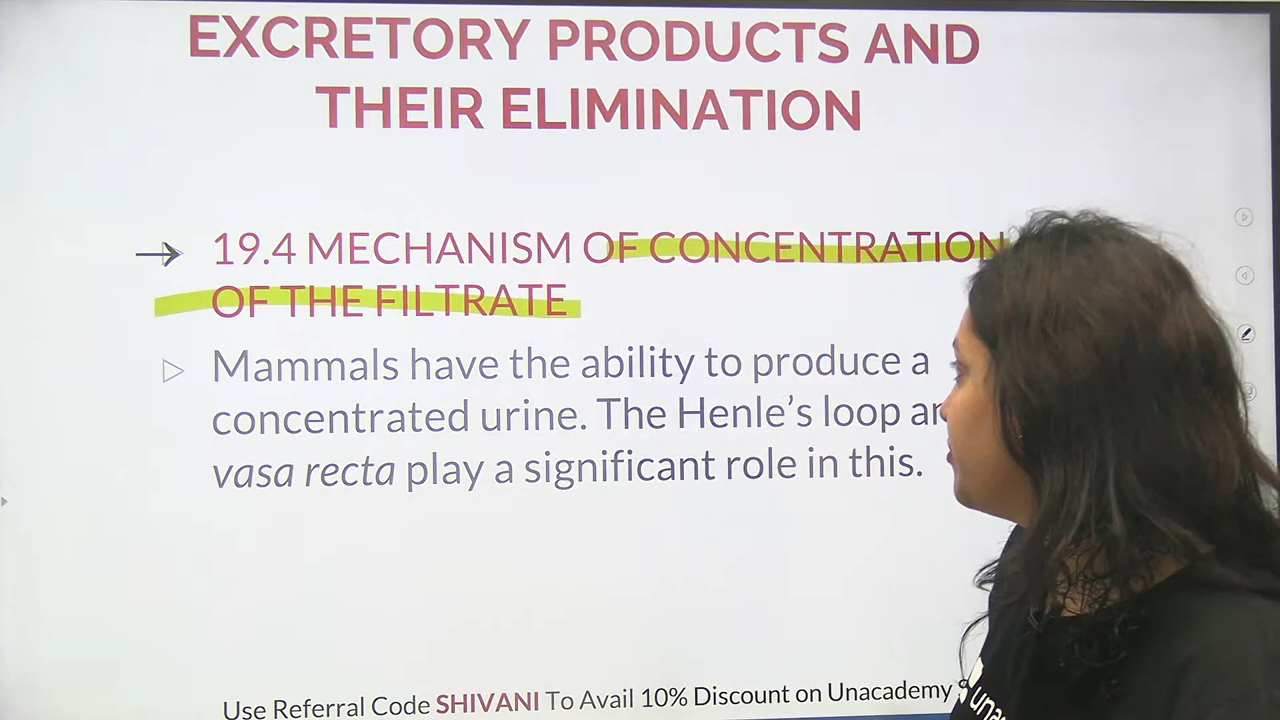 EXCRETORY PRODUCTS AND
THEIR ELIMINATION
19.4 MECHANISM OF CONCENTRATION
OF THE FILTRATE
Mammals have the ability to produce a
concentrated urine. The Henle's loop
vasa recta play a significant role in this.
Use Referral Code SHIVANI To Avail 10% Discount on Unacademy